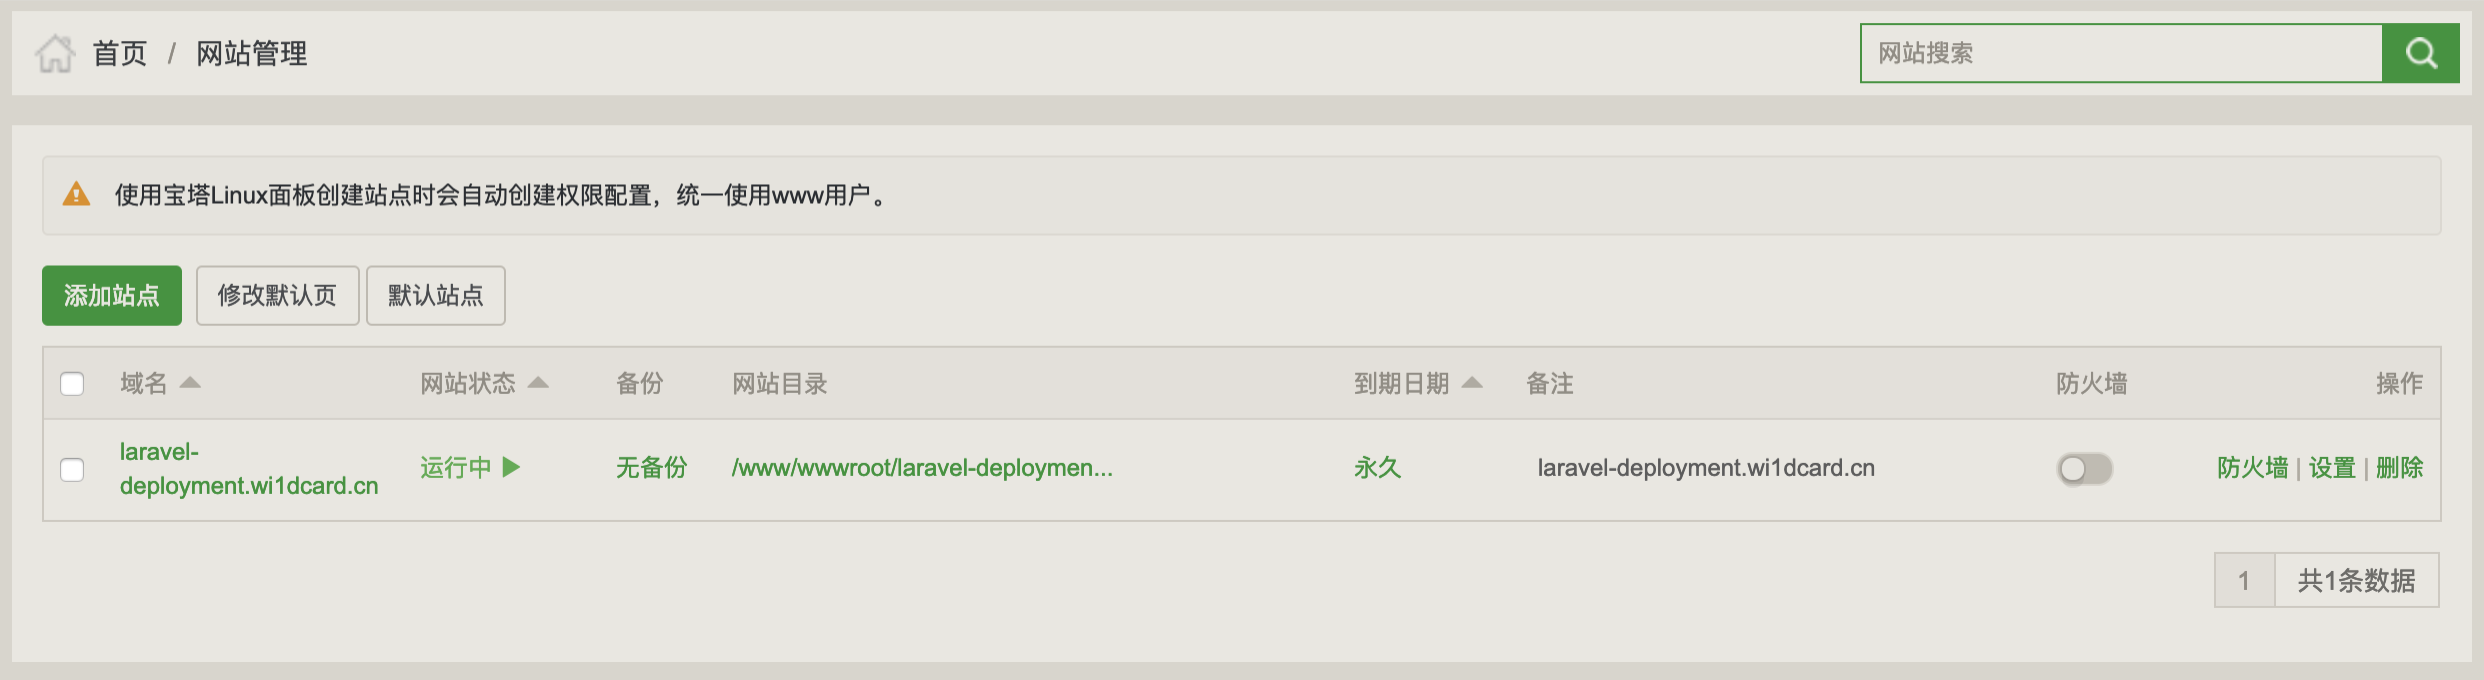 首页 / 网站管理
网站搜索
使用宝塔Linux面板创建站点时会自动创建权限配置，统一使用www用户。
添加站点 修改默认页 默认站点
域名 网站状态 备份 网站目录 到期日期 备注 防火墙 操作
laravel-
deployment.wi1dcard.cn
运行中 无备份 /www/wwwroot/laravel-deploymen... 永久 laravel-deployment.wi1dcard.cn 防火墙 | 设置 | 删除
1 共1条数据